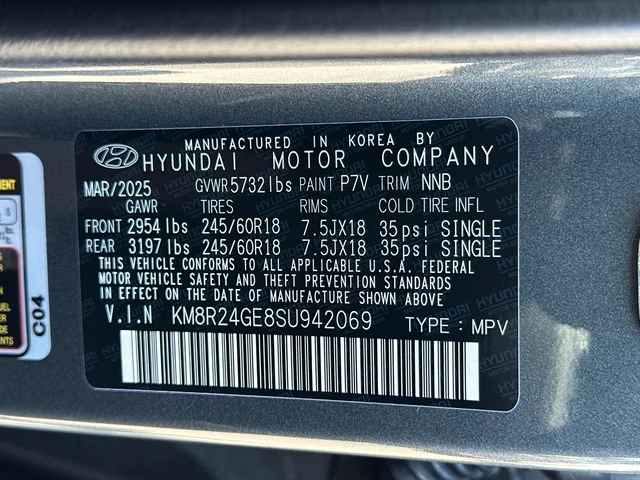 MANUFACTURED IN KOREA BY
HYUNDAI MOTOR COMPANY
MAR/2025 GVWR 5732 lbs PAINT P7V TRIM NNB
GAWR TIRES RIMS COLD TIRE INFL
FRONT 2954 lbs 245/60R18 7.5JX18 35psi SINGLE
REAR 3197 lbs 245/60R18 7.5JX18 35psi SINGLE
THIS VEHICLE CONFORMS TO ALL APPLICABLE U.S.A. FEDERAL
MOTOR VEHICLE SAFETY AND THEFT PREVENTION STANDARDS
IN EFFECT ON THE DATE OF MANUFACTURE SHOWN ABOVE
V.I.N KM8R24GE8SU942069 TYPE : MPV
C04